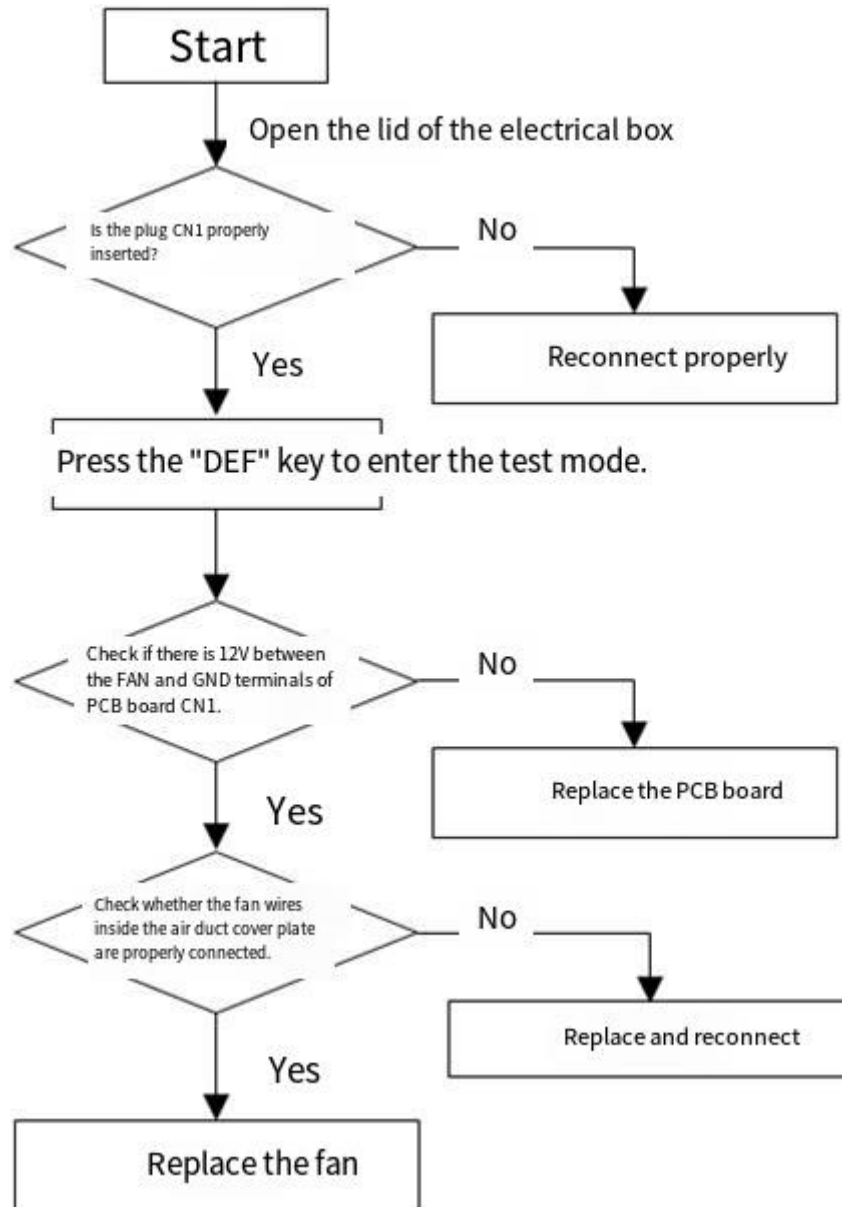 Start
Open the lid of the electrical box
Is the plug CN1 properly
inserted?
No
Reconnect properly
Yes
Press the "DEF" key to enter the test mode.
Check if there is 12V between
the FAN and GND terminals of
PCB board CN1.
No
Replace the PCB board
Yes
Check whether the fan wires
inside the air duct cover plate
are properly connected.
No
Replace and reconnect
Yes
Replace the fan